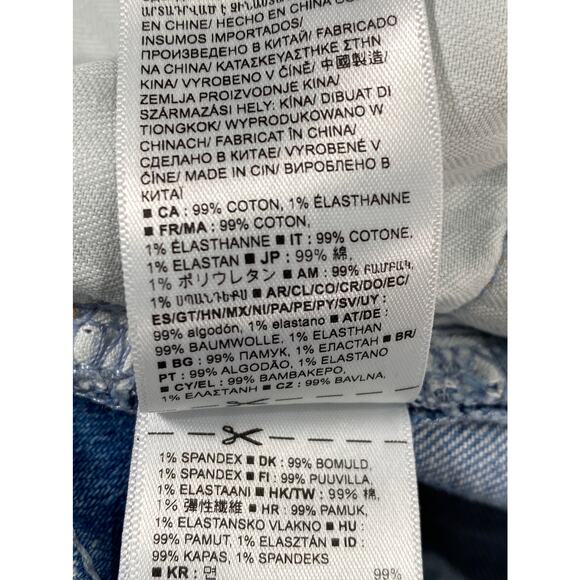 EN CHINE/ HECHO EN CHINA CON
INSUMOS IMPORTADOS/
ПРОИЗВЕДЕНО В КИТАЙ/ FABRICADO
NA CHINA/ ΚΑΤΑΣΚΕΥΑΣΤΗΚΕ ΣΤΗΝ
ΚΙΝΑ/ VYROBENO V ČÍNĚ/ 中國製造/
ZEMLJA PROIZVODNJE KINA/
SZÁRMAZÁSI HELY: KÍNA/ DIBUAT DI
TIONGKOK/ WYPRODUKOWANO W
CHINACH/ FABRICAT ÎN CHINA/
СДЕЛАНО В КИТАЕ/ VYROBENÉ V
ČÍNE/ MADE IN CIN/ ВИРОБЛЕНО В
КИТАЇ
■ CA : 99% COTON, 1% ÉLASTHANNE
■ FR/MA : 99% COTON,
1% ÉLASTHANNE ■ IT : 99% COTONE,
1% ELASTAN ■ JP : 99% 綿,
1% ポリウレタン ■ AM : 99% ԲԱՄԲԱԿ,
1% ՍՊԱՆԴԵՔՍ ■ AR/CL/CO/CR/DO/EC/
ES/GT/HN/MX/NI/PA/PE/PY/SV/UY :
99% algodón, 1% elastano ■ AT/DE :
99% BAUMWOLLE, 1% ELASTHAN
■ BG : 99% ПАМУК, 1% ЕЛАСТАН ■ BR/
PT : 99% ALGODÃO, 1% ELASTANO
■ CY/EL : 99% ΒΑΜΒΑΚΕΡΟ,
1% ΕΛΑΣΤΑΝΗ ■ CZ : 99% BAVLNA,
1% SPANDEX ■ DK : 99% BOMULD,
1% SPANDEX ■ FI : 99% PUUVILLA,
1% ELASTAANI ■ HK/TW : 99% 棉,
1% 彈性纖維 ■ HR : 99% PAMUK,
1% ELASTANSKO VLAKNO ■ HU :
99% PAMUT, 1% ELASZTÁN ■ ID :
99% KAPAS, 1% SPANDEKS
■ KR : 면 99%